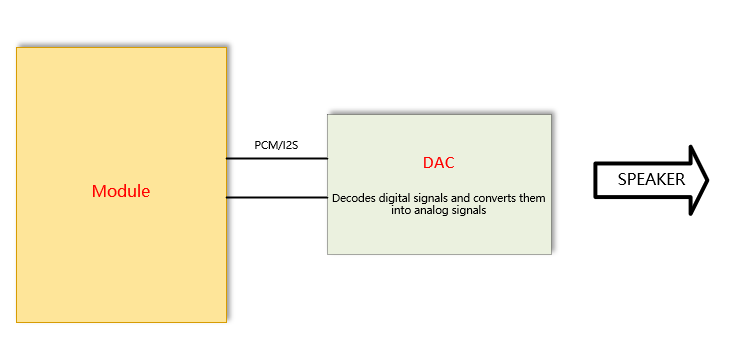 PCM/I2S
Module
DAC
Decodes digital signals and converts them
into analog signals
SPEAKER